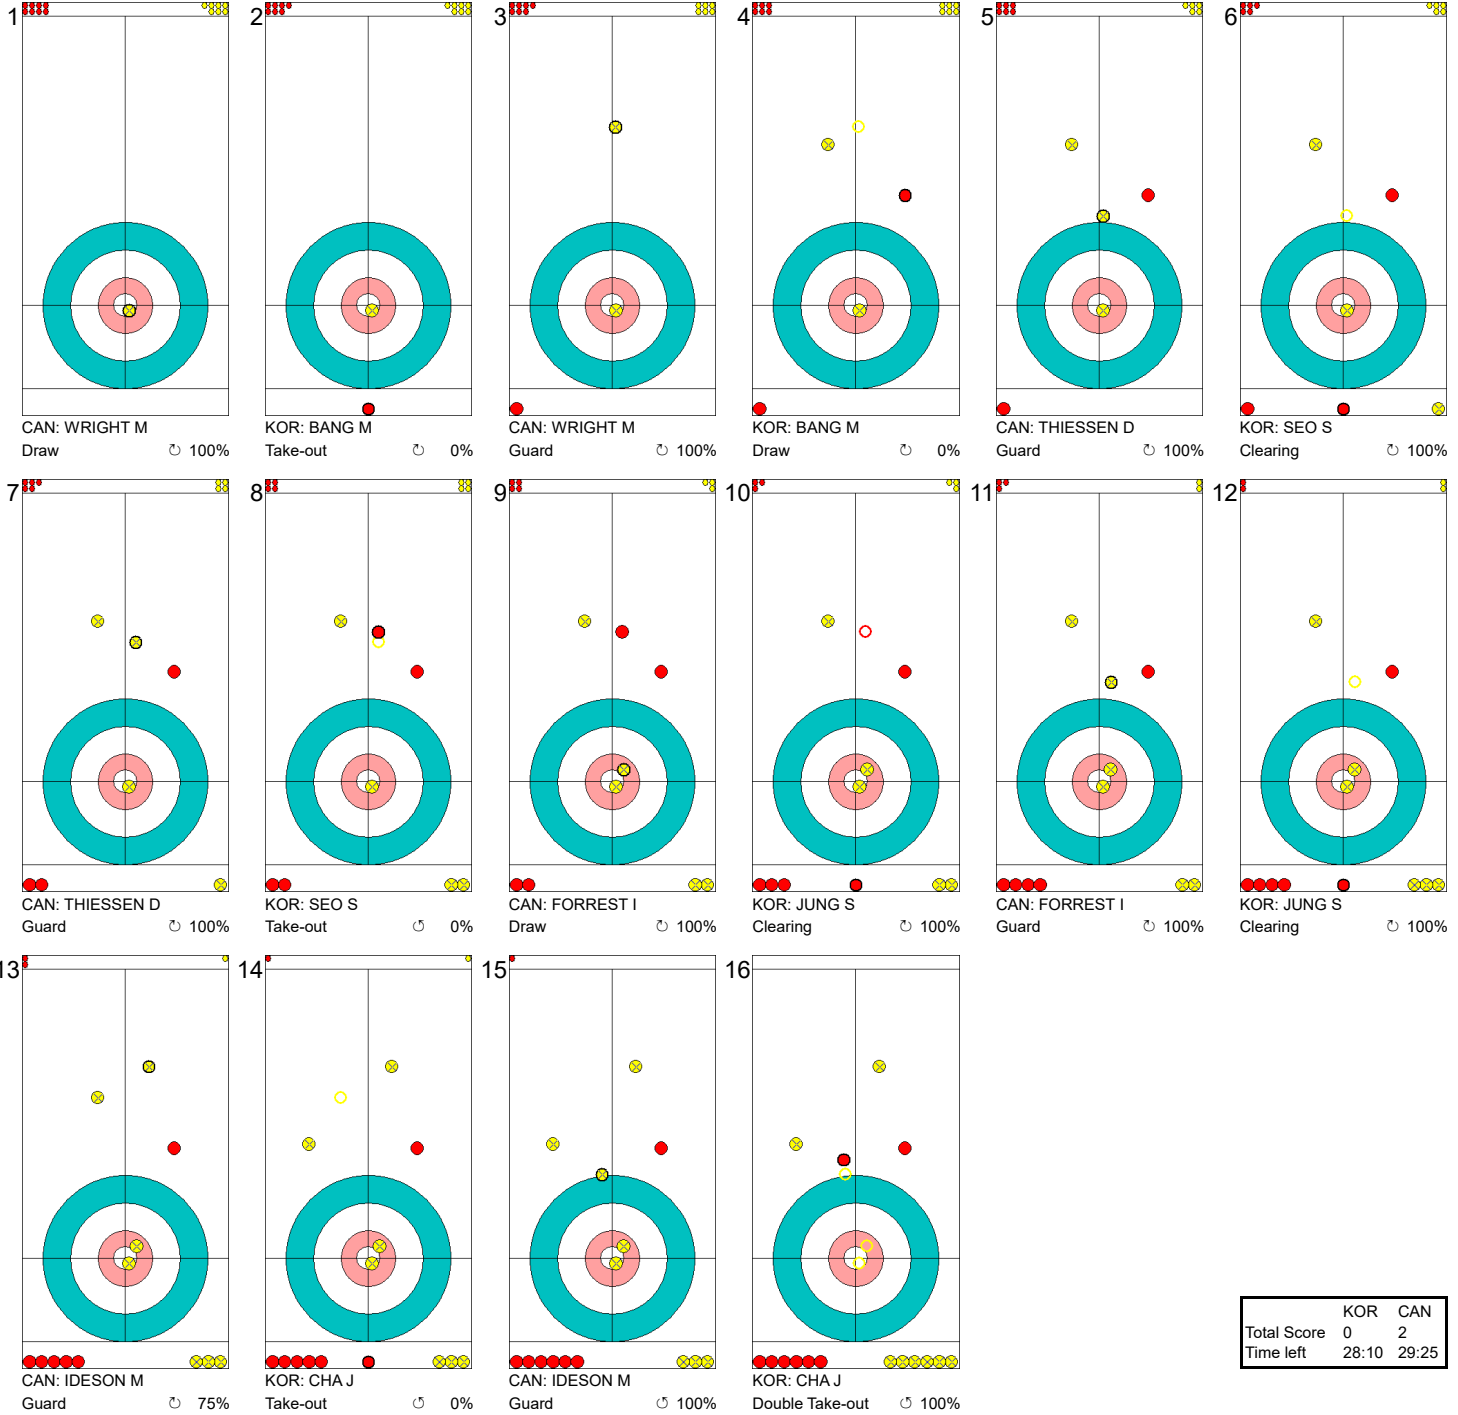 1
CAN: WRIGHT M
Draw ↻ 100%
2
KOR: BANG M
Take-out ↻ 0%
3
CAN: WRIGHT M
Guard ↻ 100%
4
KOR: BANG M
Draw ↻ 0%
5
CAN: THIESSEN D
Guard ↻ 100%
6
KOR: SEO S
Clearing ↻ 100%
7
CAN: THIESSEN D
Guard ↻ 100%
8
KOR: SEO S
Take-out ↺ 0%
9
CAN: FORREST I
Draw ↻ 100%
10
KOR: JUNG S
Clearing ↻ 100%
11
CAN: FORREST I
Guard ↻ 100%
12
KOR: JUNG S
Clearing ↻ 100%
13
CAN: IDESON M
Guard ↻ 75%
14
KOR: CHA J
Take-out ↺ 0%
15
CAN: IDESON M
Guard ↺ 100%
16
KOR: CHA J
Double Take-out ↺ 100%
KOR CAN
Total Score 0 2
Time left 28:10 29:25